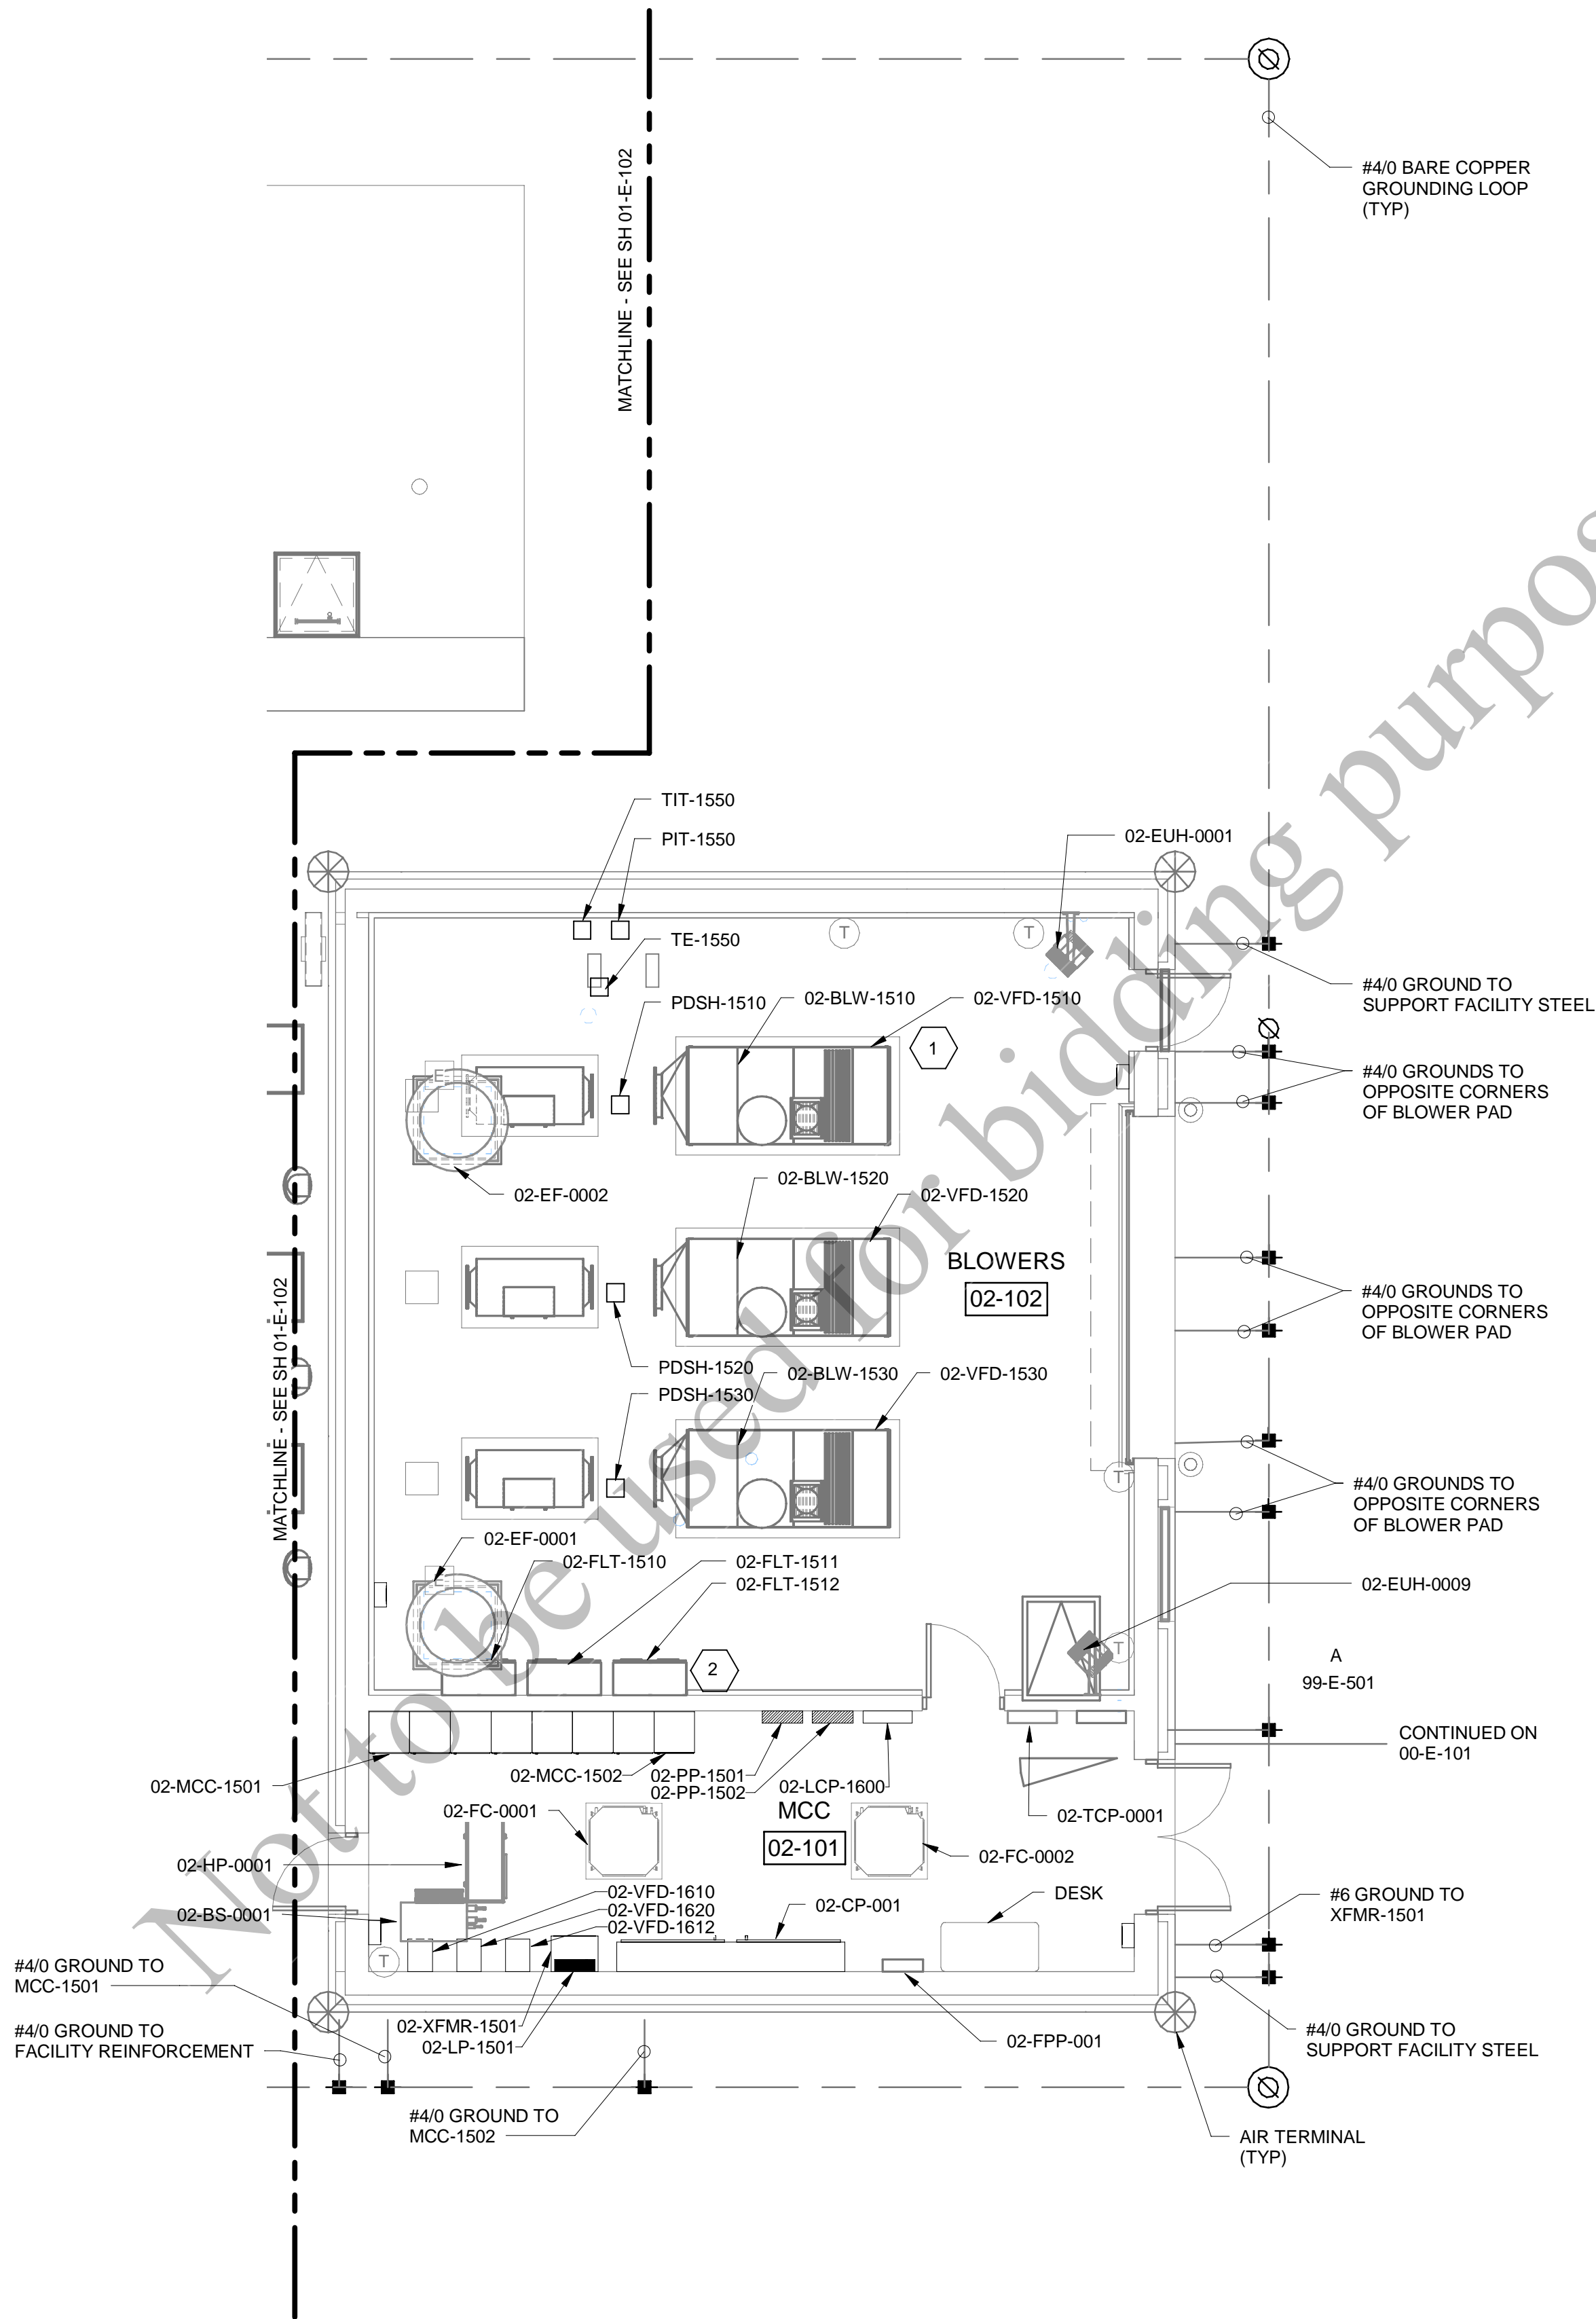 MATCHLINE - SEE SH 01-E-102
#4/0 BARE COPPER
GROUNDING LOOP
(TYP)
TIT-1550
PIT-1550
02-EUH-0001
TE-1550
T
T
PDSH-1510
02-BLW-1510
02-VFD-1510
1
#4/0 GROUND TO
SUPPORT FACILITY STEEL
#4/0 GROUNDS TO
OPPOSITE CORNERS
OF BLOWER PAD
E
02-EF-0002
02-BLW-1520
02-VFD-1520
BLOWERS
02-102
#4/0 GROUNDS TO
OPPOSITE CORNERS
OF BLOWER PAD
MATCHLINE - SEE SH 01-E-102
PDSH-1520
PDSH-1530
02-BLW-1530
02-VFD-1530
T
#4/0 GROUNDS TO
OPPOSITE CORNERS
OF BLOWER PAD
02-EF-0001
E
02-FLT-1510
02-FLT-1511
02-FLT-1512
02-EUH-0009
T
2
A
99-E-501
CONTINUED ON
00-E-101
02-MCC-1501
02-MCC-1502
02-PP-1501
02-PP-1502
02-LCP-1600
02-TCP-0001
MCC
02-101
02-FC-0001
02-FC-0002
02-HP-0001
02-BS-0001
02-VFD-1610
02-VFD-1620
02-VFD-1612
02-CP-001
DESK
#6 GROUND TO
XFMR-1501
T
#4/0 GROUND TO
MCC-1501
#4/0 GROUND TO
FACILITY REINFORCEMENT
02-XFMR-1501
02-LP-1501
02-FPP-001
#4/0 GROUND TO
SUPPORT FACILITY STEEL
#4/0 GROUND TO
MCC-1502
AIR TERMINAL
(TYP)
Not to be used for bidding purpos